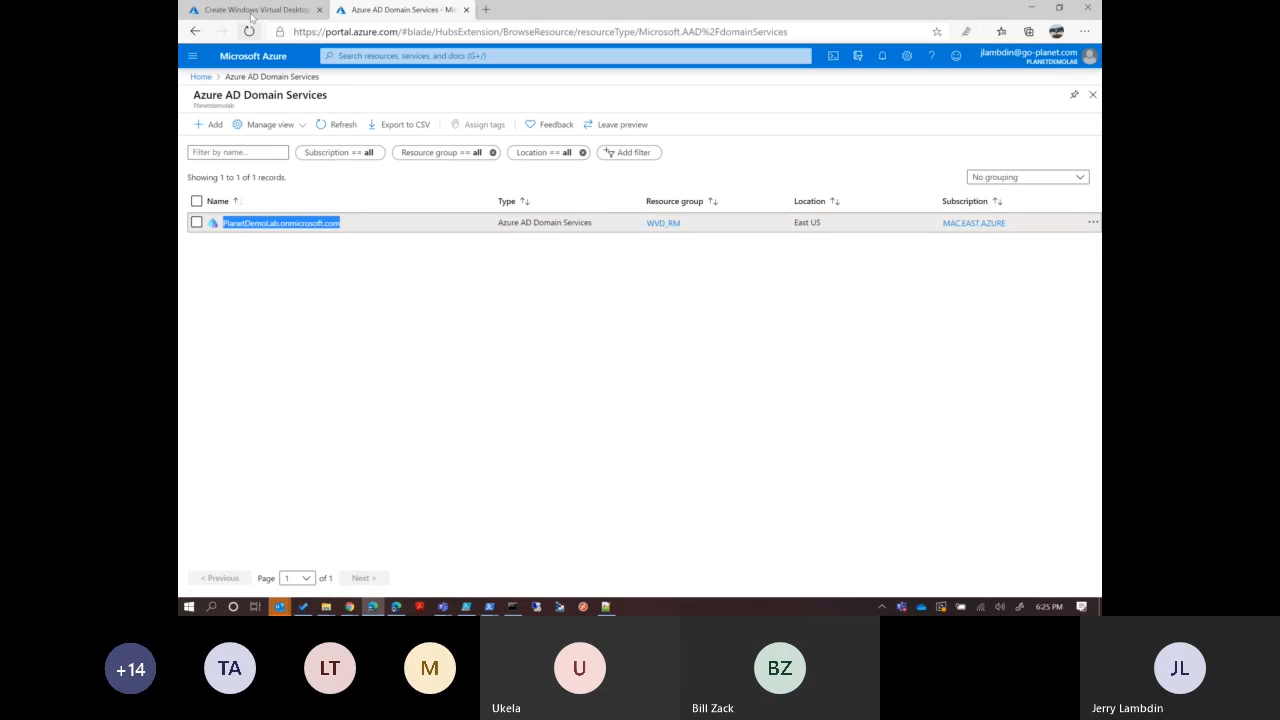 Create Windows Virtual Desktop
Azure AD Domain Services - Mic
https://portal.azure.com/#blade/HubsExtension/BrowseResource/resourceType/Microsoft.AAD%2FdomainServices
Microsoft Azure
Search resources, services, and docs (G+/)
jlambdin@go-planet.com
PLANETDEMOLAB
Home > Azure AD Domain Services
Azure AD Domain Services
Planetdemolab
Add
Manage view
Refresh
Export to CSV
Assign tags
Feedback
Leave preview
Filter by name...
Subscription == all
Resource group == all
Location == all
Add filter
Showing 1 to 1 of 1 records.
No grouping
Name
Type
Resource group
Location
Subscription
PlanetDemoLab.onmicrosoft.com
Azure AD Domain Services
WVD_RM
East US
MAC.EAST.AZURE
< Previous
Page
1
of 1
Next >
6:25 PM
+14
TA
LT
M
U
BZ
JL
Ukela
Bill Zack
Jerry Lambdin